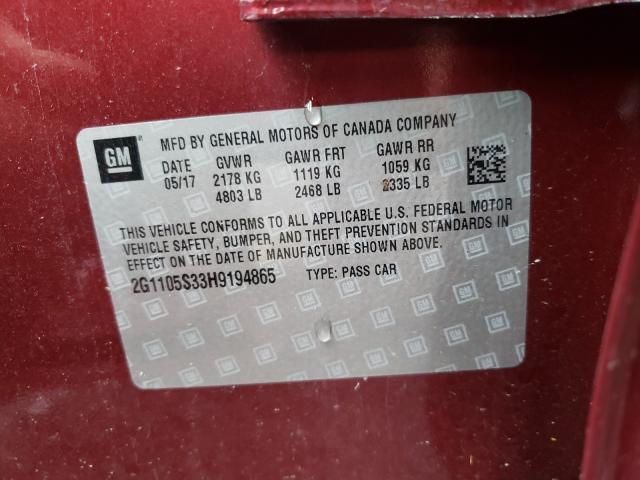 GM
MFD BY GENERAL MOTORS OF CANADA COMPANY
DATE GVWR GAWR FRT GAWR RR
05/17 2178 KG 1119 KG 1059 KG
4803 LB 2468 LB 2335 LB
THIS VEHICLE CONFORMS TO ALL APPLICABLE U.S. FEDERAL MOTOR
VEHICLE SAFETY, BUMPER, AND THEFT PREVENTION STANDARDS IN
EFFECT ON THE DATE OF MANUFACTURE SHOWN ABOVE.
2G1105S33H9194865 TYPE: PASS CAR